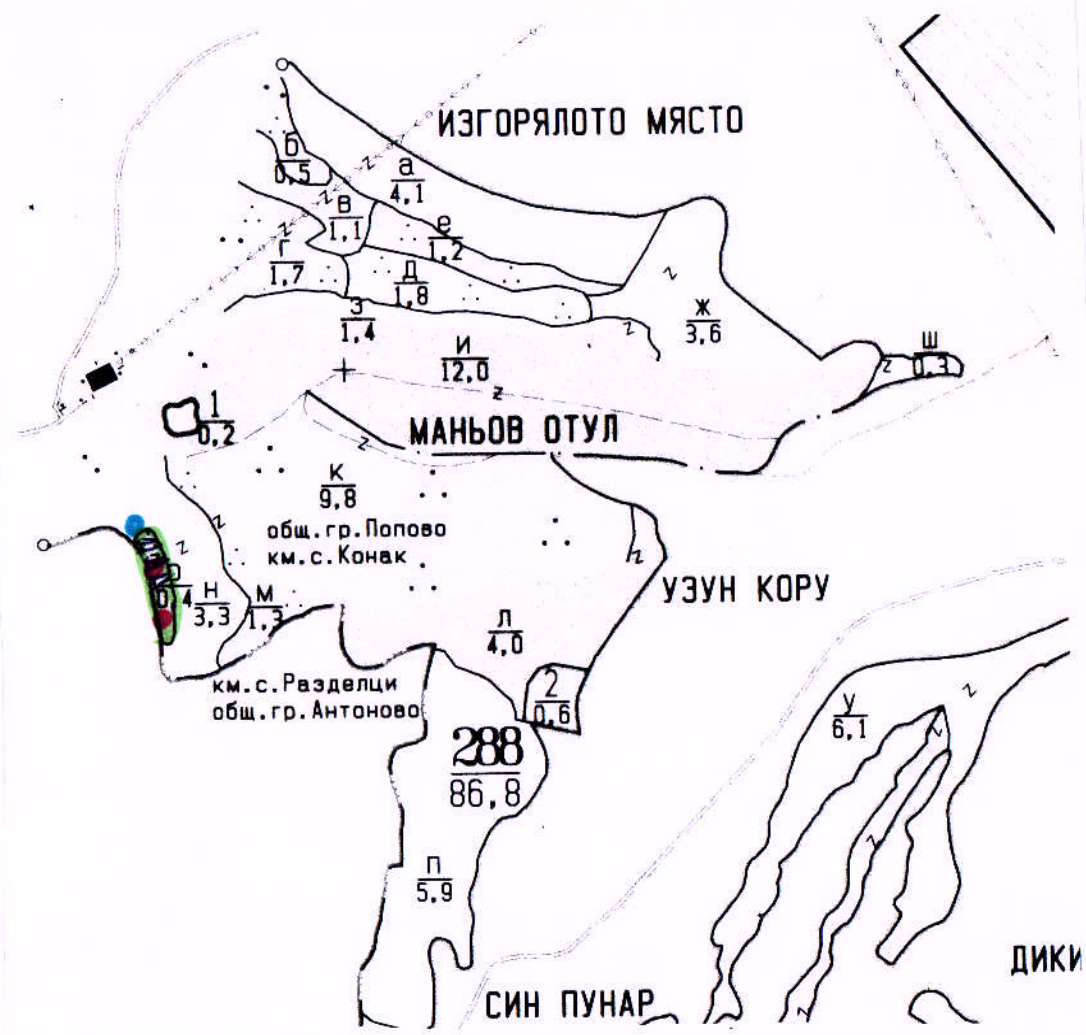 ИЗГОРЯЛОТО МЯСТО
б
0,5
а
4,1
в
1,1
е
1,2
г
1,7
д
1,8
з
1,4
ж
3,6
и
12,0
ш
0,3
1
0,2
МАНЬОВ ОТУЛ
к
9,8
общ.гр.Попово
км.с.Конак
н
3,3
м
1,3
УЗУН КОРУ
л
4,0
км.с.Разделци
общ.гр.Антоново
2
0,6
288
86,8
у
6,1
п
5,9
ДИКИ
СИН ПУНАР